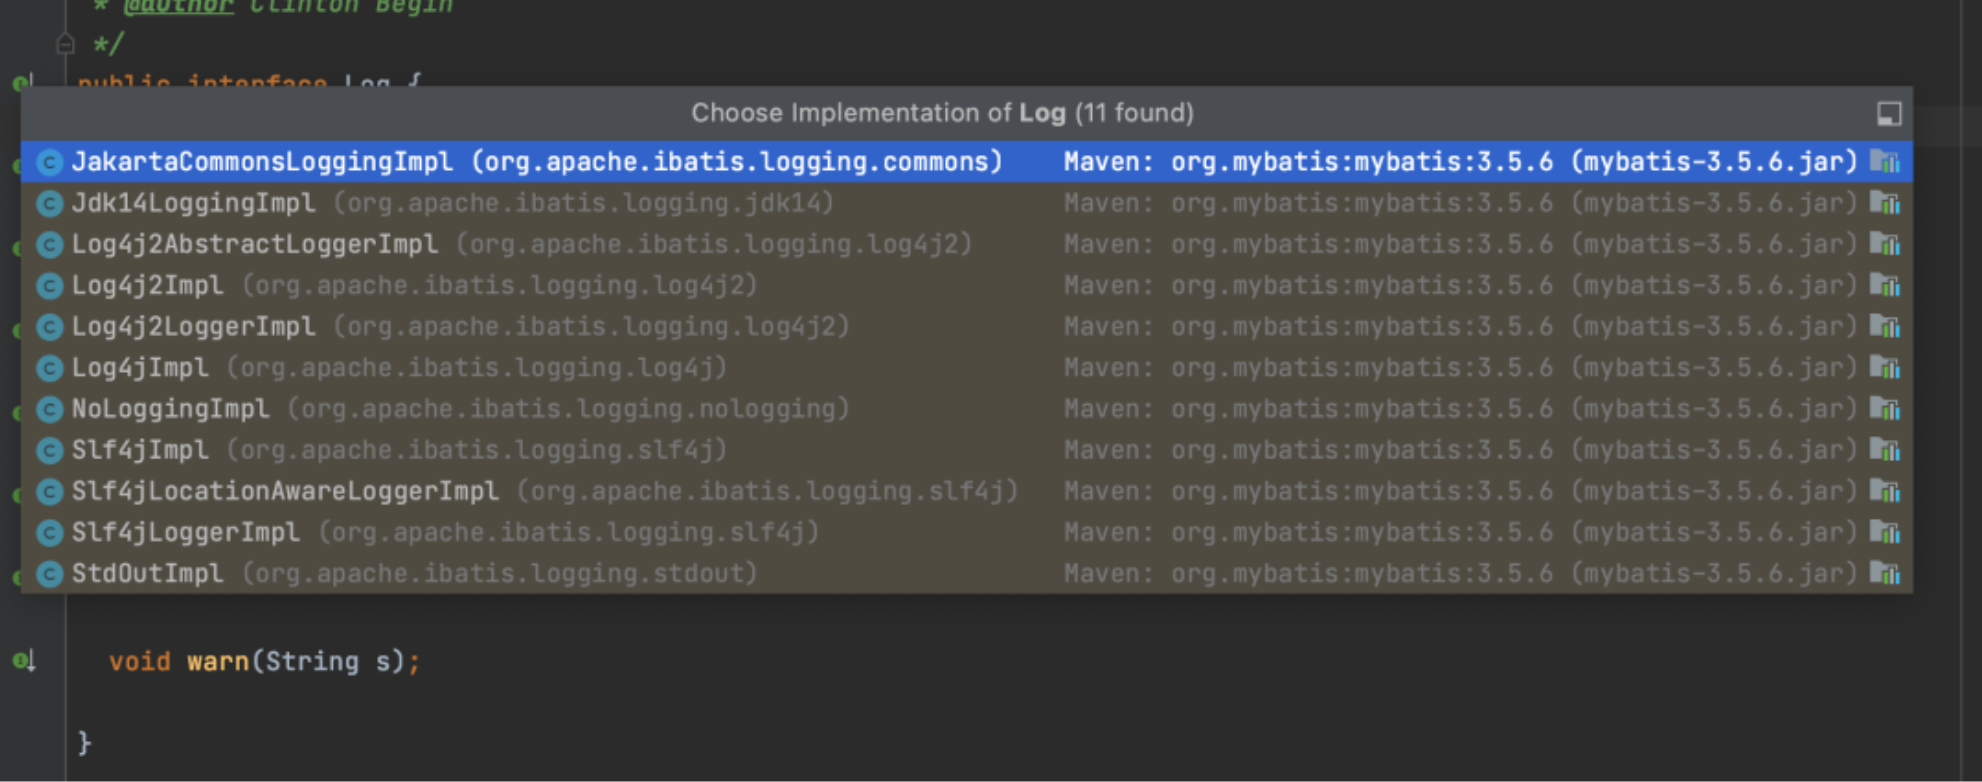 * @author Clinton Begin
*/
public interface Log {
Choose Implementation of Log (11 found)
JakartaCommonsLoggingImpl (org.apache.ibatis.logging.commons) Maven: org.mybatis:mybatis:3.5.6 (mybatis-3.5.6.jar)
Jdk14LoggingImpl (org.apache.ibatis.logging.jdk14) Maven: org.mybatis:mybatis:3.5.6 (mybatis-3.5.6.jar)
Log4j2AbstractLoggerImpl (org.apache.ibatis.logging.log4j2) Maven: org.mybatis:mybatis:3.5.6 (mybatis-3.5.6.jar)
Log4j2Impl (org.apache.ibatis.logging.log4j2) Maven: org.mybatis:mybatis:3.5.6 (mybatis-3.5.6.jar)
Log4j2LoggerImpl (org.apache.ibatis.logging.log4j2) Maven: org.mybatis:mybatis:3.5.6 (mybatis-3.5.6.jar)
Log4jImpl (org.apache.ibatis.logging.log4j) Maven: org.mybatis:mybatis:3.5.6 (mybatis-3.5.6.jar)
NoLoggingImpl (org.apache.ibatis.logging.nologging) Maven: org.mybatis:mybatis:3.5.6 (mybatis-3.5.6.jar)
Slf4jImpl (org.apache.ibatis.logging.slf4j) Maven: org.mybatis:mybatis:3.5.6 (mybatis-3.5.6.jar)
Slf4jLocationAwareLoggerImpl (org.apache.ibatis.logging.slf4j) Maven: org.mybatis:mybatis:3.5.6 (mybatis-3.5.6.jar)
Slf4jLoggerImpl (org.apache.ibatis.logging.slf4j) Maven: org.mybatis:mybatis:3.5.6 (mybatis-3.5.6.jar)
StdOutImpl (org.apache.ibatis.logging.stdout) Maven: org.mybatis:mybatis:3.5.6 (mybatis-3.5.6.jar)
void warn(String s);
}